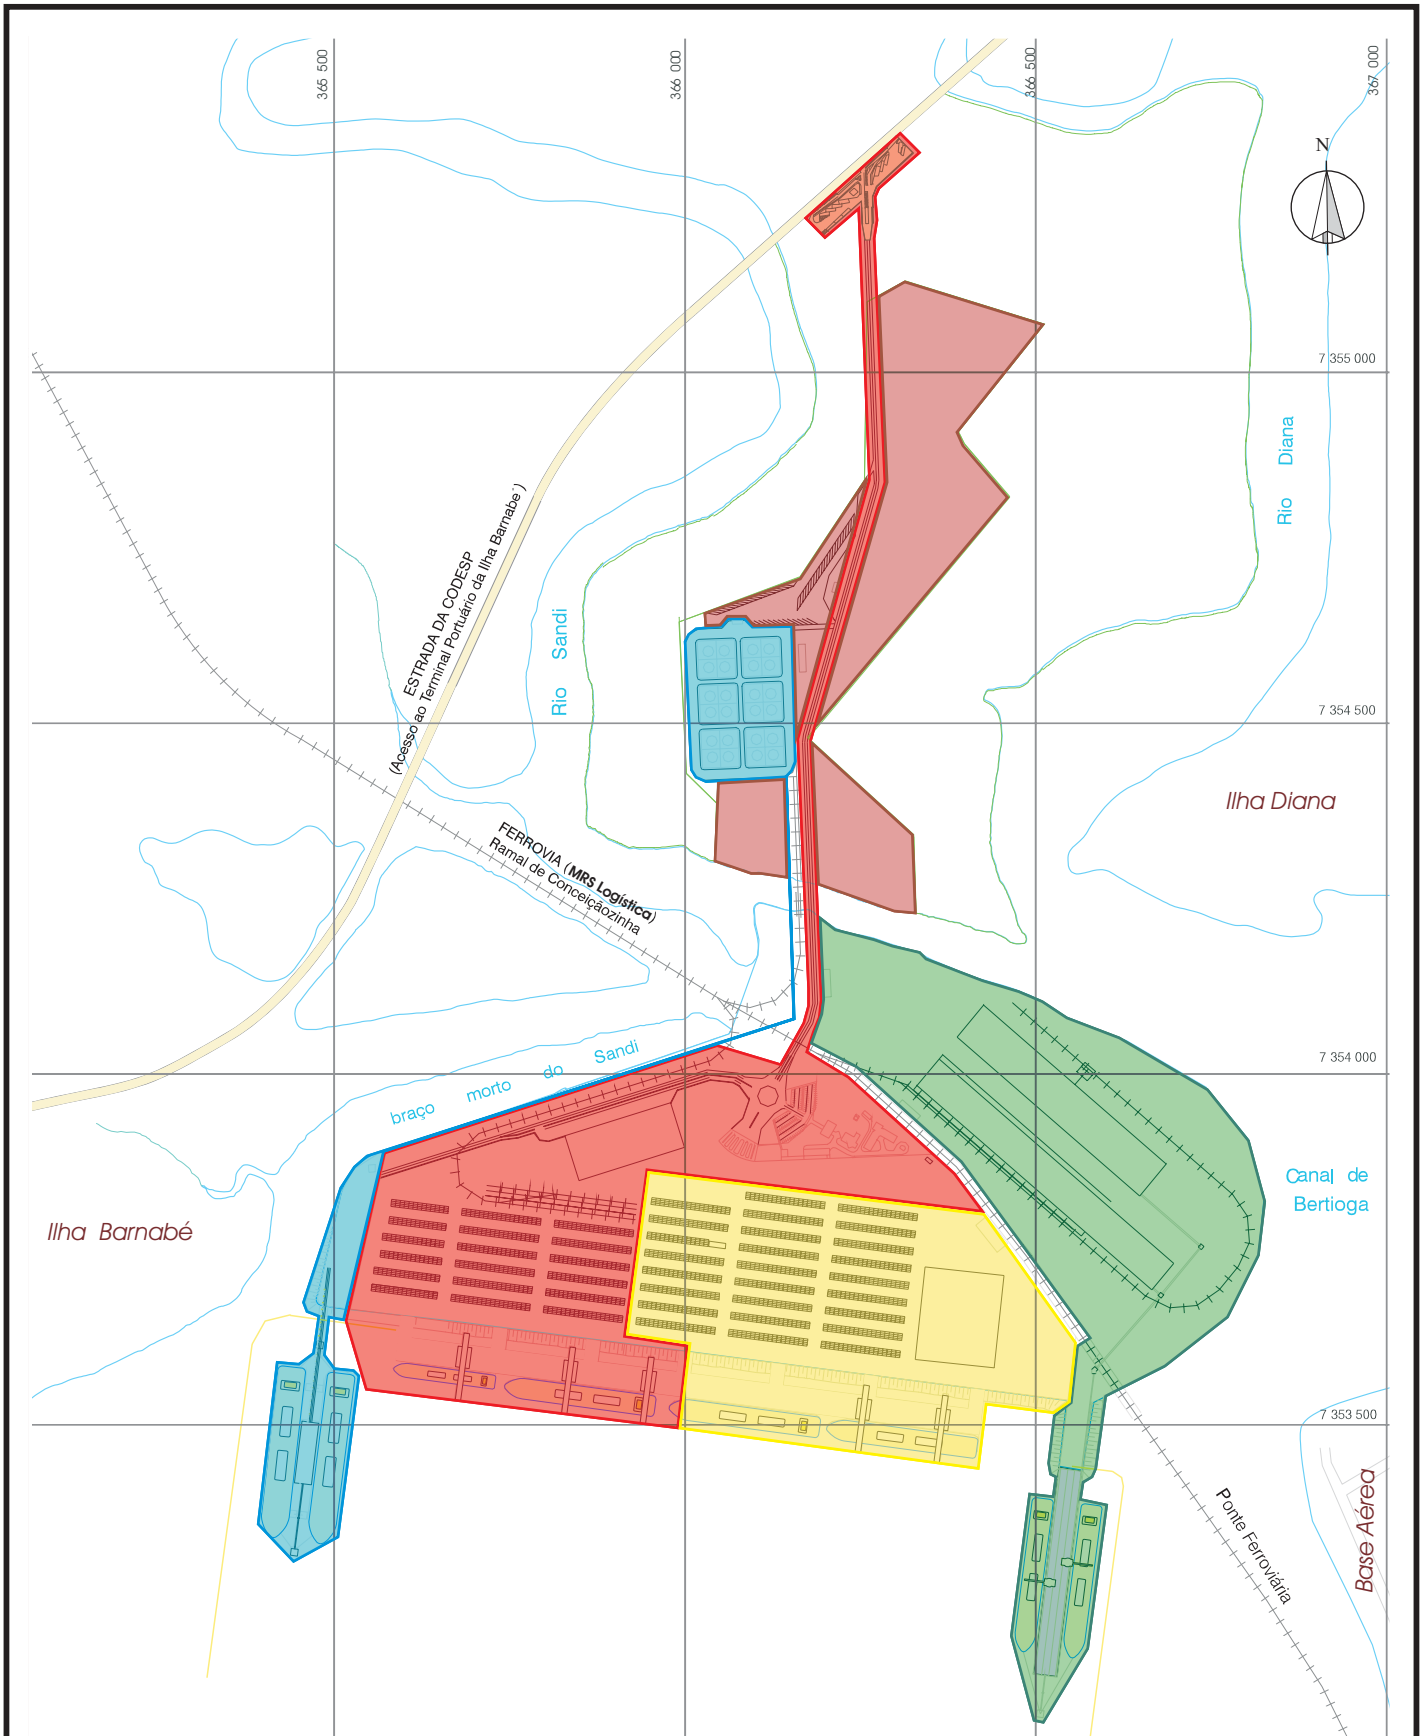 365 500
366 000
366 500
367 000
N
7 355 000
Rio Diana
ESTRADA DA CODESP
(Acesso ao Terminal Portuário da Ilha Barnabe´)
Rio Sandi
7 354 500
Ilha Diana
FERROVIA (MRS Logística)
Ramal de Conceiçãozinha
7 354 000
braço morto do Sandi
Canal de
Bertioga
Ilha Barnabé
7 353 500
Ponte Ferroviária
Base Aérea